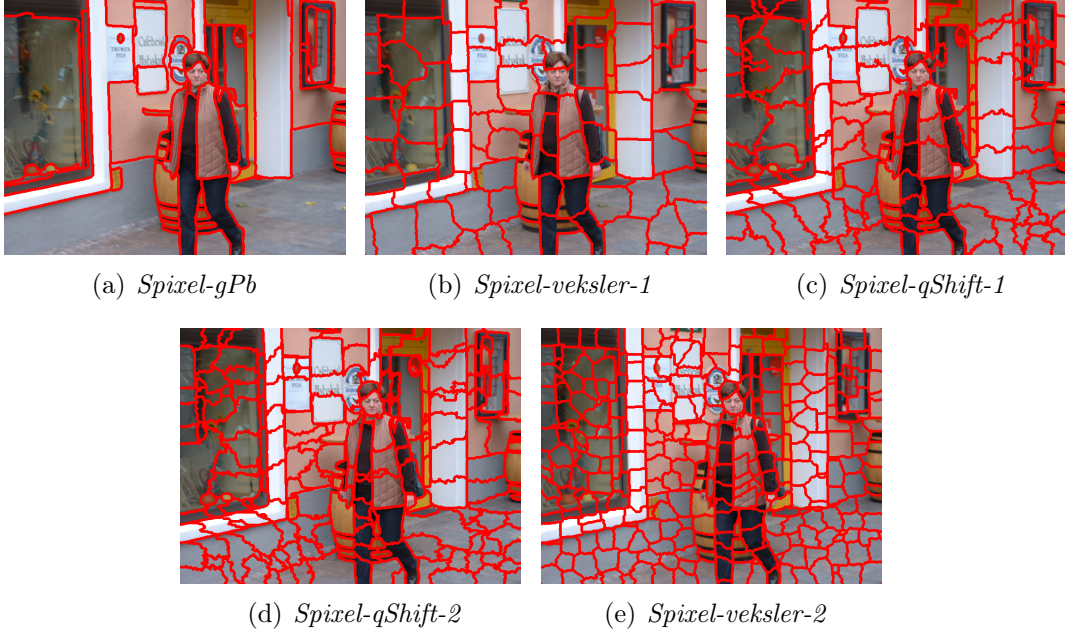 (a) Spixel-gPb
(b) Spixel-veksler-1
(c) Spixel-qShift-1
(d) Spixel-qShift-2
(e) Spixel-veksler-2